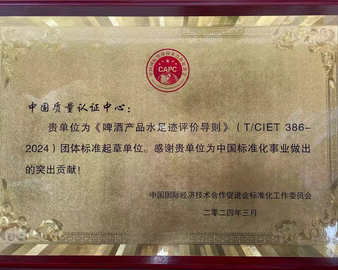 CAPC
中国质量认证中心：
贵单位为《啤酒产品水足迹评价导则》（T/CIET 386-
2024）团体标准起草单位。感谢贵单位为中国标准化事业做出
的突出贡献！
中国国际经济技术合作促进会标准化工作委员会
二零二四年三月